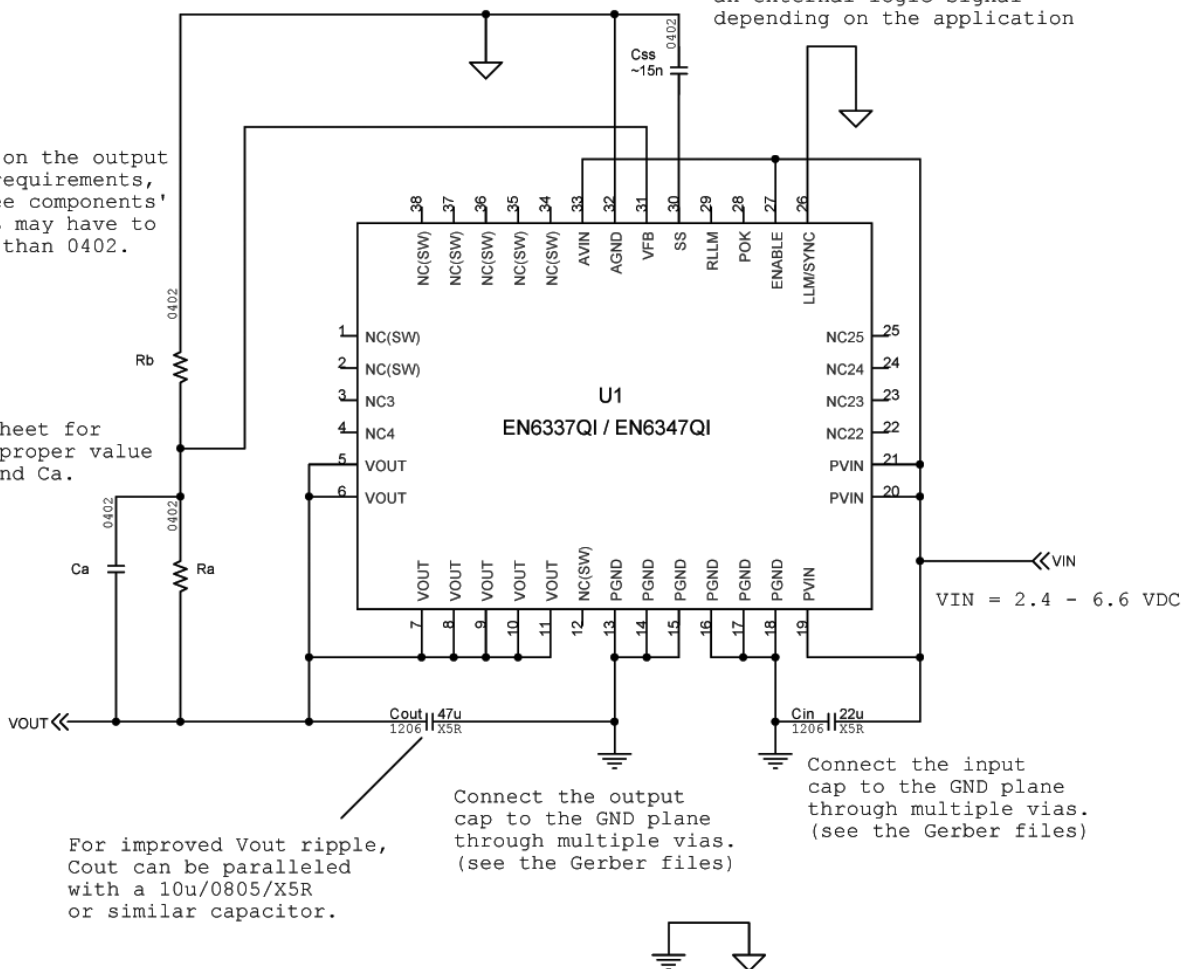 depending on the application
0402
Css
~15n
on the output
requirements,
components'
may have to
than 0402.
38
37
36
35
34
33
32
31
30
29
28
27
26
NC(SW)
NC(SW)
NC(SW)
NC(SW)
NC(SW)
AVIN
AGND
VFB
SS
RLLM
POK
ENABLE
LLM/SYNC
0402
Rb
1 NC(SW)
2 NC(SW)
3 NC3
4 NC4
5 VOUT
6 VOUT
U1
EN6337QI / EN6347QI
NC25 25
NC24 24
NC23 23
NC22 22
PVIN 21
PVIN 20
for
proper value
Ca.
0402
0402
Ca
Ra
VOUT
VOUT
VOUT
VOUT
VOUT
NC(SW)
PGND
PGND
PGND
PGND
PGND
PGND
PVIN
7
8
9
10
11
12
13
14
15
16
17
18
19
VIN
VIN = 2.4 - 6.6 VDC
VOUT
Cout 47u
1206 X5R
Cin 22u
1206 X5R
Connect the input
cap to the GND plane
through multiple vias.
(see the Gerber files)
Connect the output
cap to the GND plane
through multiple vias.
(see the Gerber files)
For improved Vout ripple,
Cout can be paralleled
with a 10u/0805/X5R
or similar capacitor.